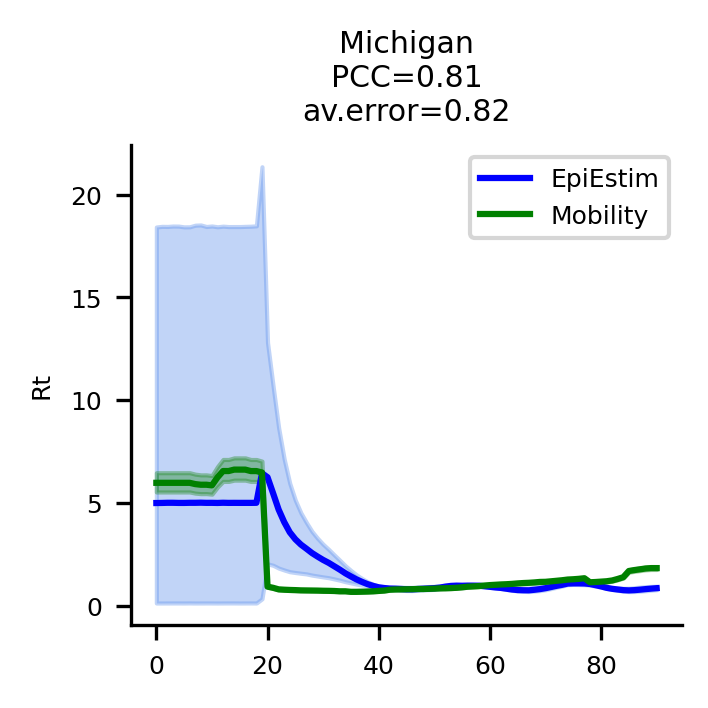 Michigan
PCC=0.81
av.error=0.82
EpiEstim
Mobility
Rt
20
15
10
5
0
0 20 40 60 80